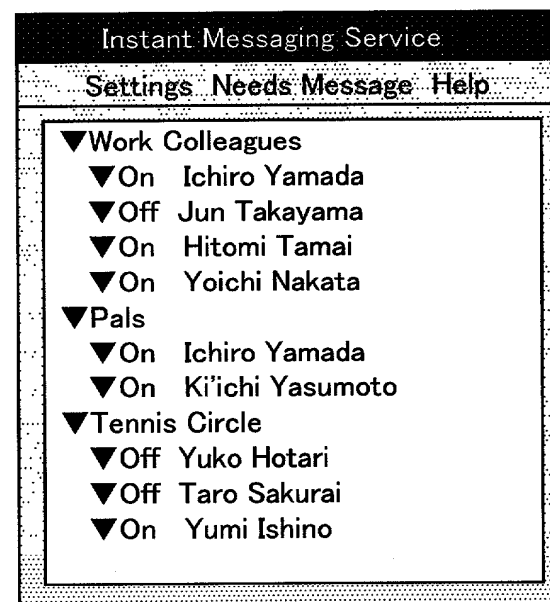 Instant Messaging Service
Settings Needs Message Help
▼Work Colleagues
▼On Ichiro Yamada
▼Off Jun Takayama
▼On Hitomi Tamai
▼On Yoichi Nakata
▼Pals
▼On Ichiro Yamada
▼On Ki'ichi Yasumoto
▼Tennis Circle
▼Off Yuko Hotari
▼Off Taro Sakurai
▼On Yumi Ishino